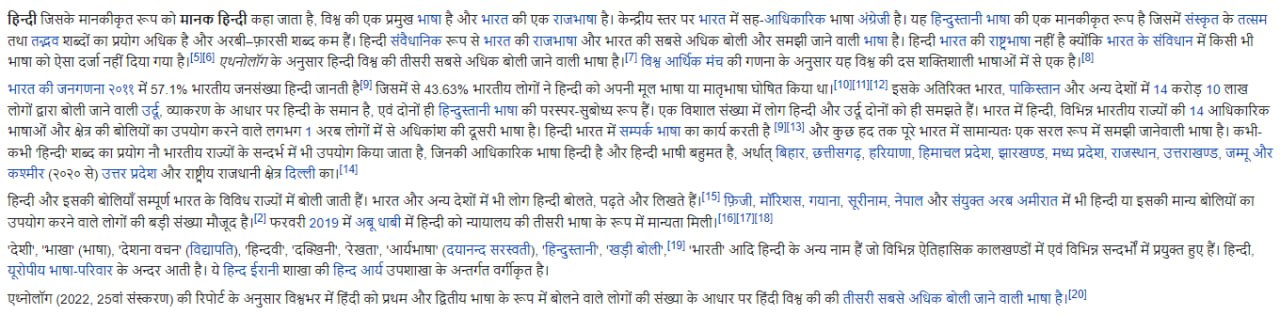 हिन्दी जिसके मानकीकृत रूप को मानक हिन्दी कहा जाता है, विश्व की एक प्रमुख भाषा है और भारत की एक राजभाषा है। केन्द्रीय स्तर पर भारत में सह-आधिकारिक भाषा अंग्रेजी है। यह हिन्दुस्तानी भाषा की एक मानकीकृत रूप है जिसमें संस्कृत के तत्सम
तथा तद्भव शब्दों का प्रयोग अधिक है और अरबी–फ़ारसी शब्द कम हैं। हिन्दी संवैधानिक रूप से भारत की राजभाषा और भारत की सबसे अधिक बोली और समझी जाने वाली भाषा है। हिन्दी भारत की राष्ट्रभाषा नहीं है क्योंकि भारत के संविधान में किसी भी
भाषा को ऐसा दर्जा नहीं दिया गया है।[5][6] एथनोलॉग के अनुसार हिन्दी विश्व की तीसरी सबसे अधिक बोली जाने वाली भाषा है।[7] विश्व आर्थिक मंच की गणना के अनुसार यह विश्व की दस शक्तिशाली भाषाओं में से एक है।[8]
भारत की जनगणना २०११ में 57.1% भारतीय जनसंख्या हिन्दी जानती है[9] जिसमें से 43.63% भारतीय लोगों ने हिन्दी को अपनी मूल भाषा या मातृभाषा घोषित किया था।[10][11][12] इसके अतिरिक्त भारत, पाकिस्तान और अन्य देशों में 14 करोड़ 10 लाख
लोगों द्वारा बोली जाने वाली उर्दू, व्याकरण के आधार पर हिन्दी के समान है, एवं दोनों ही हिन्दुस्तानी भाषा की परस्पर-सुबोध्य रूप हैं। एक विशाल संख्या में लोग हिन्दी और उर्दू दोनों को ही समझते हैं। भारत में हिन्दी, विभिन्न भारतीय राज्यों की 14 आधिकारिक
भाषाओं और क्षेत्र की बोलियों का उपयोग करने वाले लगभग 1 अरब लोगों में से अधिकांश की दूसरी भाषा है। हिन्दी भारत में सम्पर्क भाषा का कार्य करती है [9][13] और कुछ हद तक पूरे भारत में सामान्यतः एक सरल रूप में समझी जानेवाली भाषा है। कभी-
कभी 'हिन्दी' शब्द का प्रयोग नौ भारतीय राज्यों के सन्दर्भ में भी उपयोग किया जाता है, जिनकी आधिकारिक भाषा हिन्दी है और हिन्दी भाषी बहुमत है, अर्थात् बिहार, छत्तीसगढ़, हरियाणा, हिमाचल प्रदेश, झारखण्ड, मध्य प्रदेश, राजस्थान, उत्तराखण्ड, जम्मू और
कश्मीर (२०२० से) उत्तर प्रदेश और राष्ट्रीय राजधानी क्षेत्र दिल्ली का।[14]
हिन्दी और इसकी बोलियाँ सम्पूर्ण भारत के विविध राज्यों में बोली जाती हैं। भारत और अन्य देशों में भी लोग हिन्दी बोलते, पढ़ते और लिखते हैं।[15] फ़िजी, मॉरिशस, गयाना, सूरीनाम, नेपाल और संयुक्त अरब अमीरात में भी हिन्दी या इसकी मान्य बोलियों का
उपयोग करने वाले लोगों की बड़ी संख्या मौजूद है।[2] फरवरी 2019 में अबू धाबी में हिन्दी को न्यायालय की तीसरी भाषा के रूप में मान्यता मिली।[16][17][18]
'देशी', 'भाखा' (भाषा), 'देशना वचन' (विद्यापति), 'हिन्दवी', 'दक्खिनी', 'रेखता', 'आर्यभाषा' (दयानन्द सरस्वती), 'हिन्दुस्तानी', 'खड़ी बोली',[19] 'भारती' आदि हिन्दी के अन्य नाम हैं जो विभिन्न ऐतिहासिक कालखण्डों में एवं विभिन्न सन्दर्भों में प्रयुक्त हुए हैं। हिन्दी,
यूरोपीय भाषा-परिवार के अन्दर आती है। ये हिन्द ईरानी शाखा की हिन्द आर्य उपशाखा के अन्तर्गत वर्गीकृत है।
एथ्नोलॉग (2022, 25वां संस्करण) की रिपोर्ट के अनुसार विश्वभर में हिंदी को प्रथम और द्वितीय भाषा के रूप में बोलने वाले लोगों की संख्या के आधार पर हिंदी विश्व की की तीसरी सबसे अधिक बोली जाने वाली भाषा है।[20]